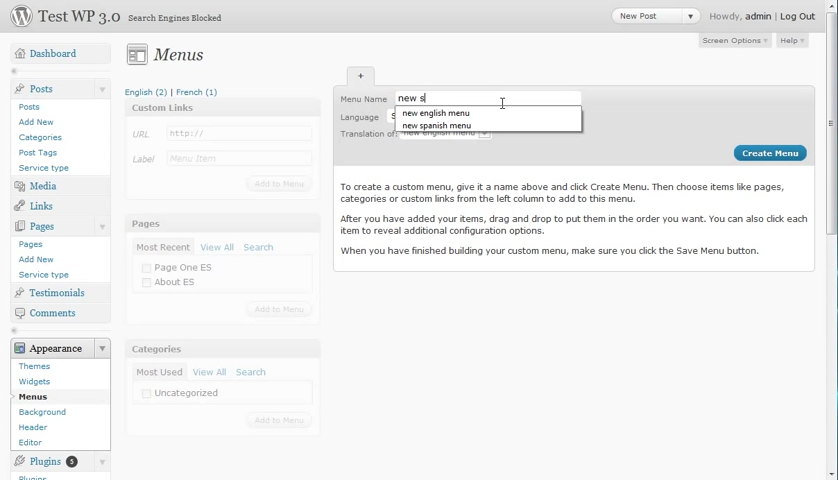 Test WP 3.0 Search Engines Blocked
New Post
Howdy, admin | Log Out
Screen Options
Help
Dashboard
Posts
Posts
Add New
Categories
Post Tags
Service type
Media
Links
Pages
Pages
Add New
Service type
Testimonials
Comments
Appearance
Themes
Widgets
Menus
Background
Header
Editor
Plugins 5
Plugins
Menus
English (2) | French (1)
Custom Links
URL http://
Label Menu Item
Add to Menu
Pages
Most Recent View All Search
Page One ES
About ES
Add to Menu
Categories
Most Used View All Search
Uncategorized
Add to Menu
+
Menu Name new s
new english menu
new spanish menu
Language S
Translation of: new english menu
Create Menu
To create a custom menu, give it a name above and click Create Menu. Then choose items like pages,
categories or custom links from the left column to add to this menu.
After you have added your items, drag and drop to put them in the order you want. You can also click each
item to reveal additional configuration options.
When you have finished building your custom menu, make sure you click the Save Menu button.